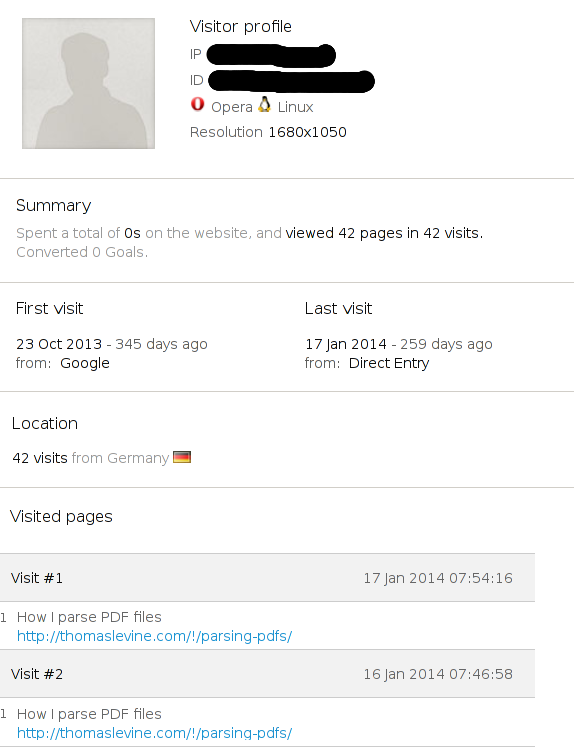 Visitor profile
IP
ID
Opera Linux
Resolution 1680x1050
Summary
Spent a total of 0s on the website, and viewed 42 pages in 42 visits.
Converted 0 Goals.
First visit
23 Oct 2013 - 345 days ago
from: Google
Last visit
17 Jan 2014 - 259 days ago
from: Direct Entry
Location
42 visits from Germany
Visited pages
Visit #1 17 Jan 2014 07:54:16
1 How I parse PDF files
http://thomaslevine.com/!/parsing-pdfs/
Visit #2 16 Jan 2014 07:46:58
1 How I parse PDF files
http://thomaslevine.com/!/parsing-pdfs/